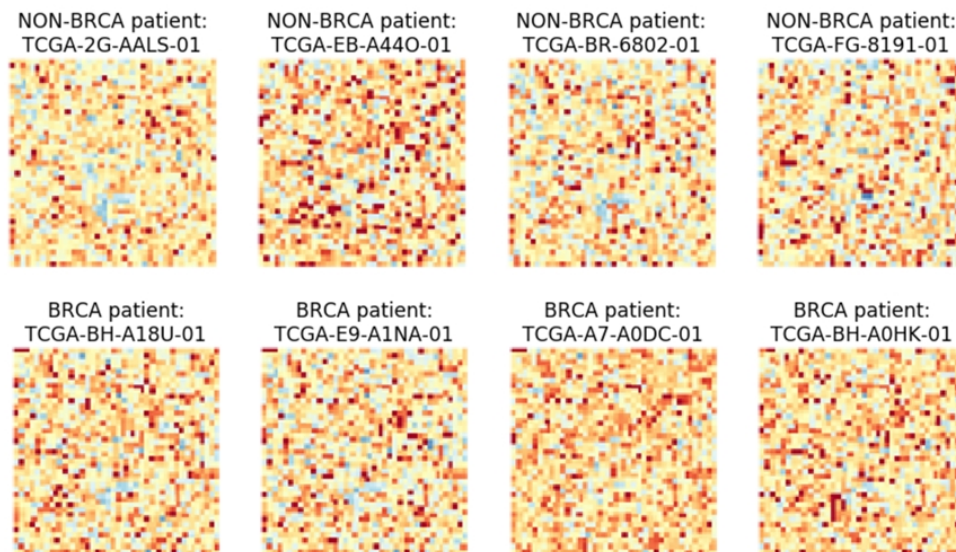 NON-BRCA patient:
TCGA-2G-AALS-01
NON-BRCA patient:
TCGA-EB-A44O-01
NON-BRCA patient:
TCGA-BR-6802-01
NON-BRCA patient:
TCGA-FG-8191-01
BRCA patient:
TCGA-BH-A18U-01
BRCA patient:
TCGA-E9-A1NA-01
BRCA patient:
TCGA-A7-A0DC-01
BRCA patient:
TCGA-BH-A0HK-01